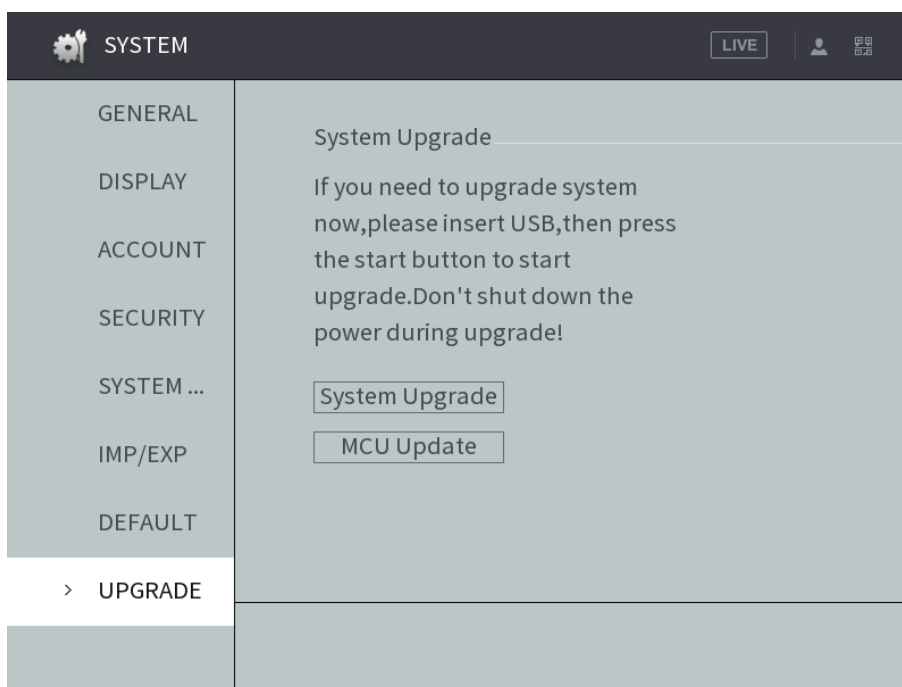 SYSTEM
LIVE
GENERAL
DISPLAY
ACCOUNT
SECURITY
SYSTEM ...
IMP/EXP
DEFAULT
> UPGRADE
System Upgrade
If you need to upgrade system
now,please insert USB,then press
the start button to start
upgrade.Don't shut down the
power during upgrade!
System Upgrade
MCU Update